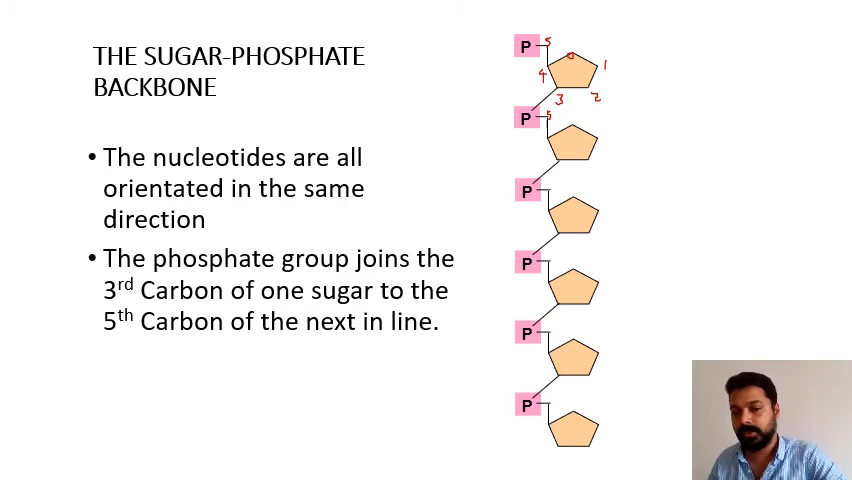 THE SUGAR-PHOSPHATE
BACKBONE
• The nucleotides are all
orientated in the same
direction
• The phosphate group joins the
3rd Carbon of one sugar to the
5th Carbon of the next in line.
P 5
O
1
4
3 2
P 5
P
P
P
P